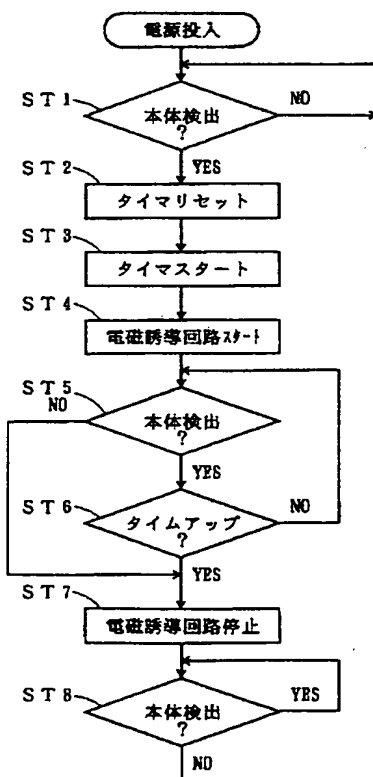 電源投入
ST1
本体検出
?
NO
YES
ST2
タイマリセット
ST3
タイマスタート
ST4
電磁誘導回路スタート
ST5
NO
本体検出
?
YES
ST6
タイムアップ
?
NO
YES
ST7
電磁誘導回路停止
ST8
本体検出
?
YES
NO